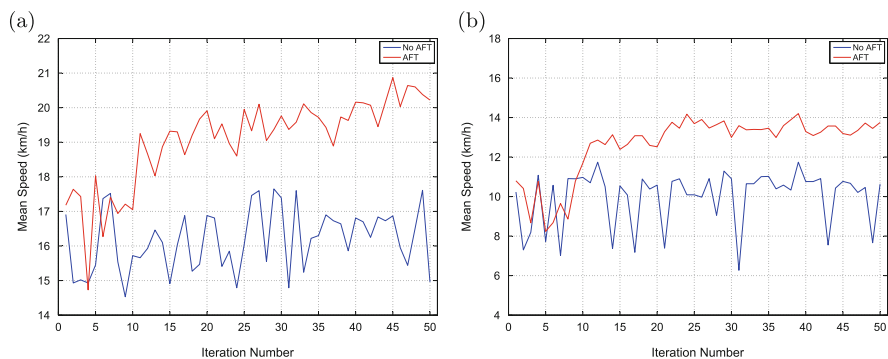 (a)
No AFT
AFT
22
21
20
19
18
17
16
15
14
0 5 10 15 20 25 30 35 40 45 50
Mean Speed (km/h)
Iteration Number
(b)
No AFT
AFT
18
16
14
12
10
8
6
4
0 5 10 15 20 25 30 35 40 45 50
Mean Speed (km/h)
Iteration Number